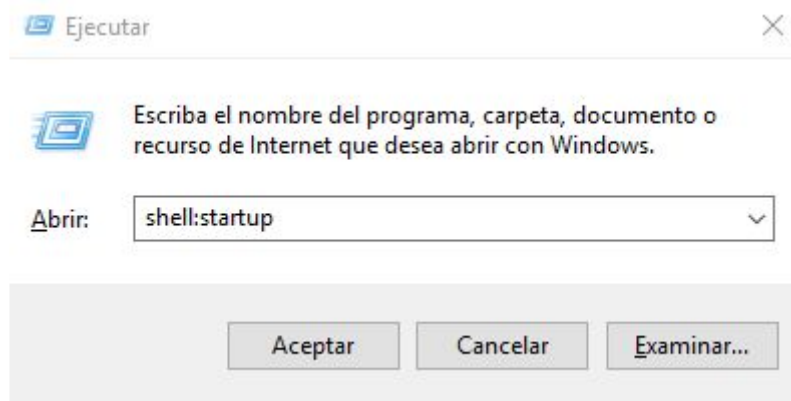 Ejecutar
Escriba el nombre del programa, carpeta, documento o
recurso de Internet que desea abrir con Windows.
Abrir: shell:startup
Aceptar Cancelar Examinar...